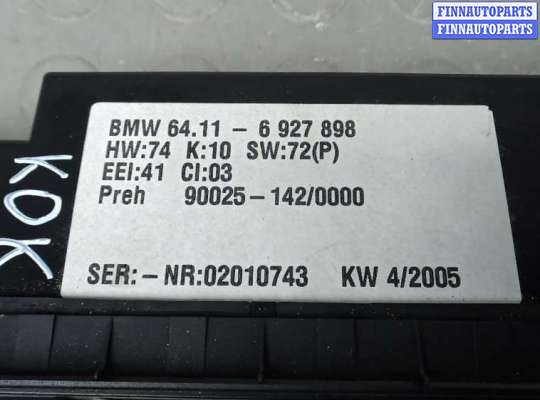 FINNAUTOPARTS
FINNAUTOPARTS
BMW 64.11 - 6 927 898
HW:74 K:10 SW:72(P)
EEI:41 CI:03
Preh 90025-142/0000
SER:-NR:02010743 KW 4/2005
KOK